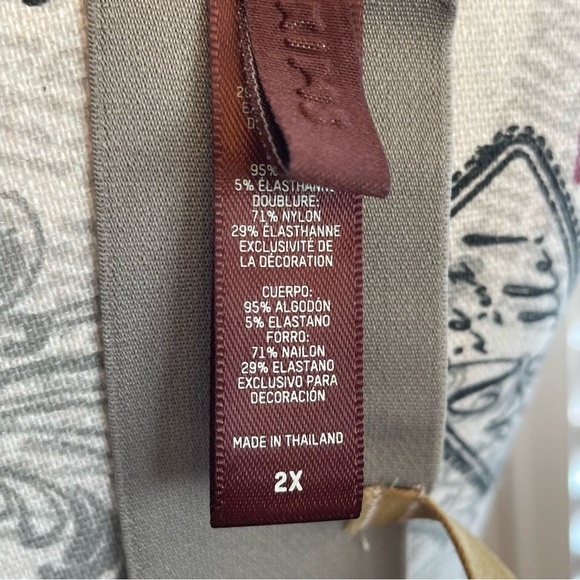 MIMS
95%
5% ÉLASTHANNE
DOUBLURE:
71% NYLON
29% ÉLASTHANNE
EXCLUSIVITÉ DE
LA DÉCORATION
CUERPO:
95% ALGODÓN
5% ELASTANO
FORRO:
71% NAILON
29% ELASTANO
EXCLUSIVO PARA
DECORACIÓN
MADE IN THAILAND
2X